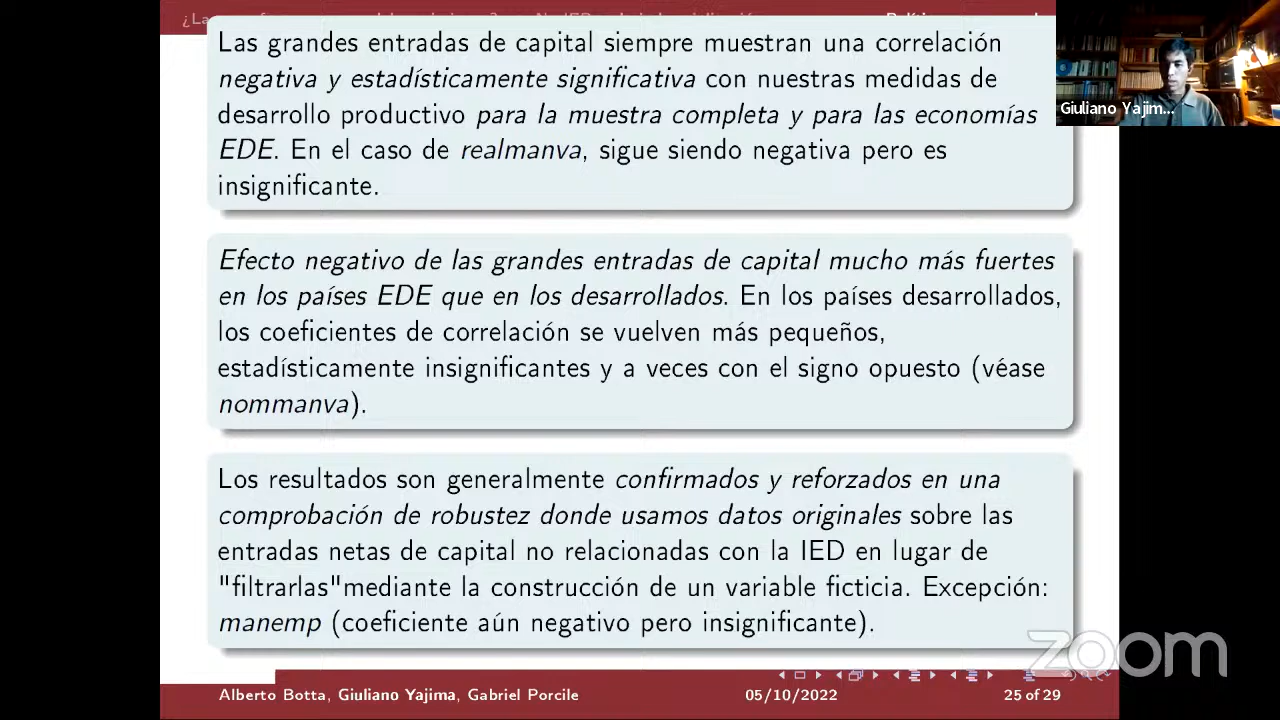 Las grandes entradas de capital siempre muestran una correlación
negativa y estadísticamente significativa con nuestras medidas de
desarrollo productivo para la muestra completa y para las economías
EDE. En el caso de realmanva, sigue siendo negativa pero es
insignificante.
Giuliano Yajim...
Efecto negativo de las grandes entradas de capital mucho más fuertes
en los países EDE que en los desarrollados. En los países desarrollados,
los coeficientes de correlación se vuelven más pequeños,
estadísticamente insignificantes y a veces con el signo opuesto (véase
nommanva).
Los resultados son generalmente confirmados y reforzados en una
comprobación de robustez donde usamos datos originales sobre las
entradas netas de capital no relacionadas con la IED en lugar de
"filtrarlas"mediante la construcción de un variable ficticia. Excepción:
manemp (coeficiente aún negativo pero insignificante).
zoom
Alberto Botta, Giuliano Yajima, Gabriel Porcile 05/10/2022 25 of 29